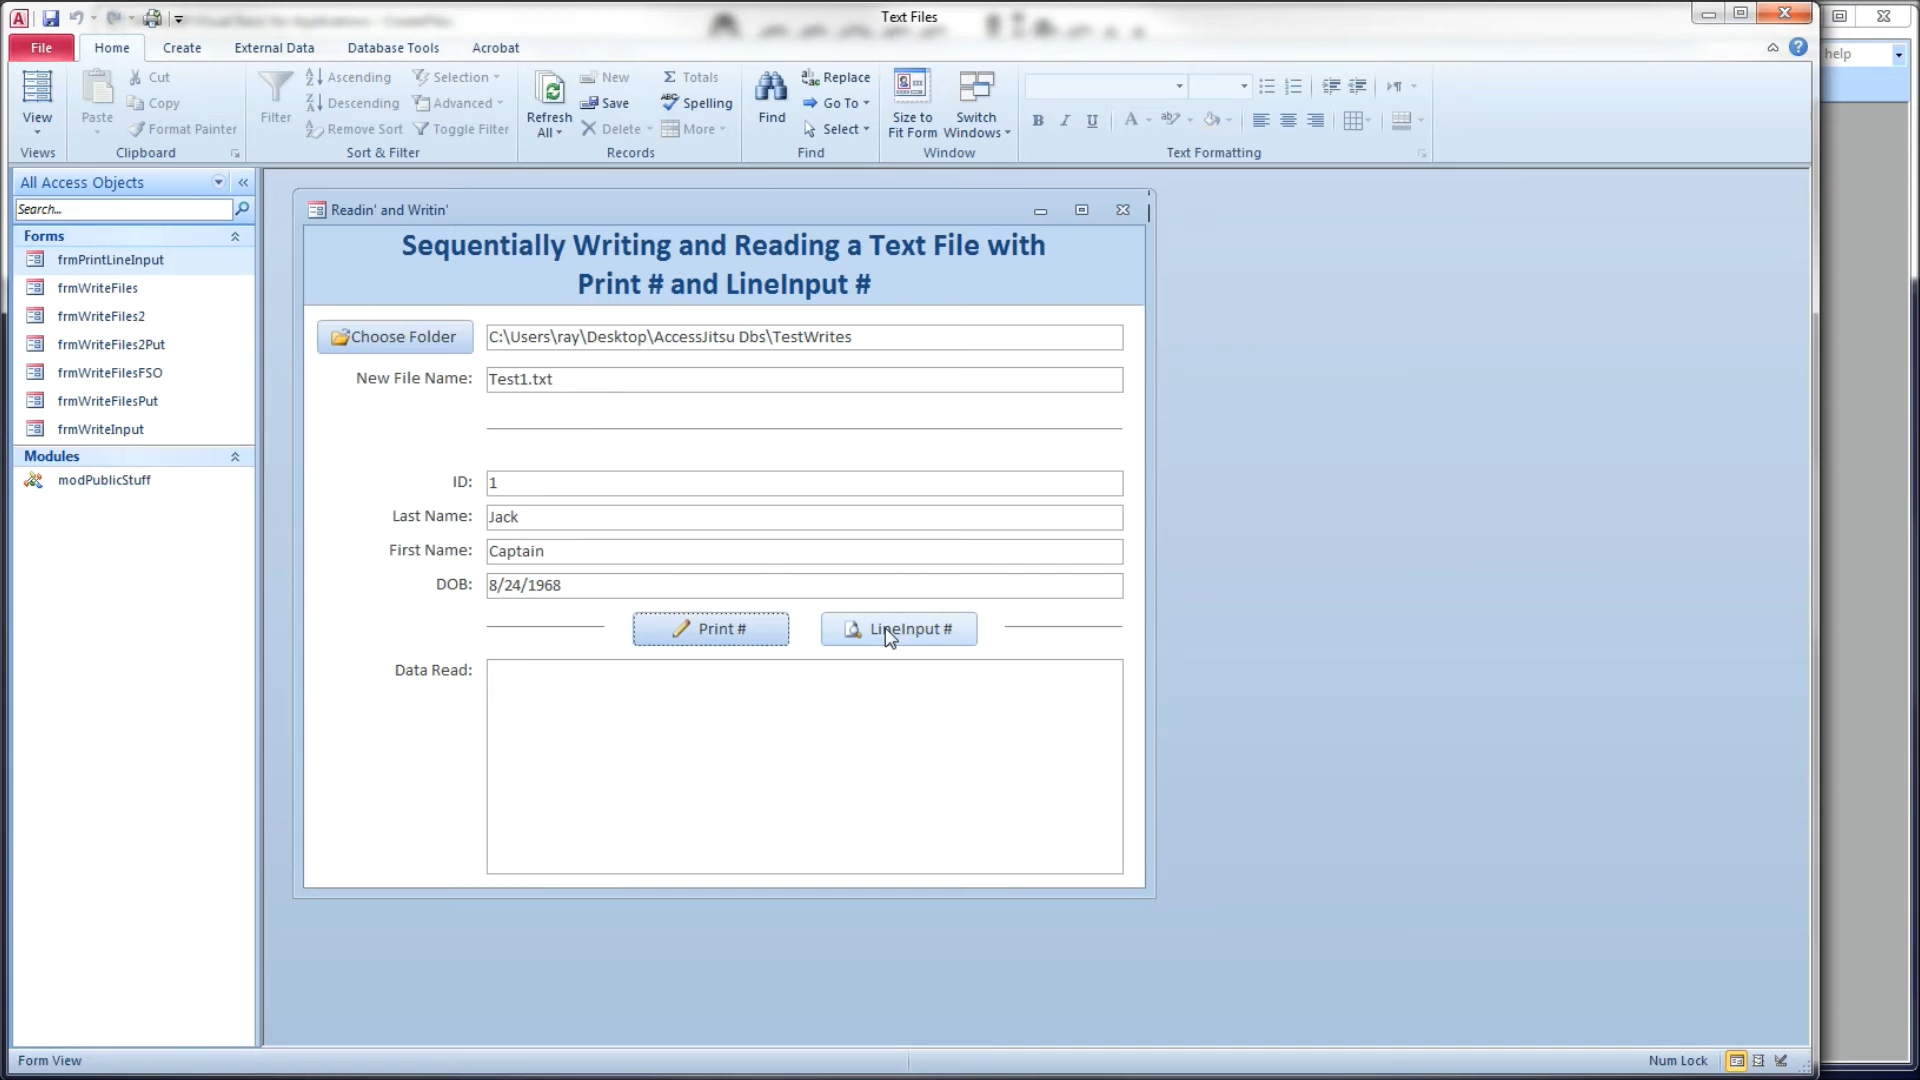 Text Files
File Home Create External Data Database Tools Acrobat
help
View Paste Cut Copy Format Painter
Views Clipboard
Filter Ascending Descending Remove Sort Selection Advanced Toggle Filter
Sort & Filter
Refresh All New Save Delete Σ Totals Spelling More
Records
Find Replace Go To Select
Find
Size to Fit Form Switch Windows
Window
B I U A
Text Formatting
All Access Objects
Search...
Forms
frmPrintLineInput
frmWriteFiles
frmWriteFiles2
frmWriteFiles2Put
frmWriteFilesFSO
frmWriteFilesPut
frmWriteInput
Modules
modPublicStuff
Readin' and Writin'
Sequentially Writing and Reading a Text File with
Print # and LineInput #
Choose Folder C:\Users\ray\Desktop\AccessJitsu Dbs\TestWrites
New File Name: Test1.txt
ID: 1
Last Name: Jack
First Name: Captain
DOB: 8/24/1968
Print # LineInput #
Data Read:
Form View Num Lock